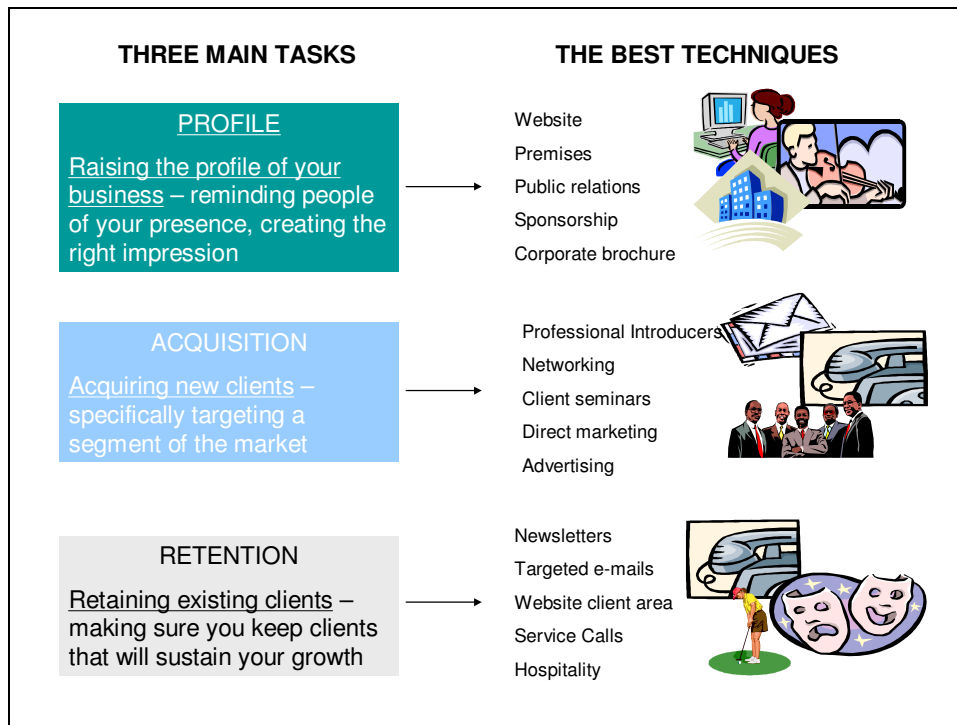 THREE MAIN TASKS
THE BEST TECHNIQUES
PROFILE
Raising the profile of your
business – reminding people
of your presence, creating the
right impression
Website
Premises
Public relations
Sponsorship
Corporate brochure
ACQUISITION
Acquiring new clients –
specifically targeting a
segment of the market
Professional Introducers
Networking
Client seminars
Direct marketing
Advertising
RETENTION
Retaining existing clients –
making sure you keep clients
that will sustain your growth
Newsletters
Targeted e-mails
Website client area
Service Calls
Hospitality